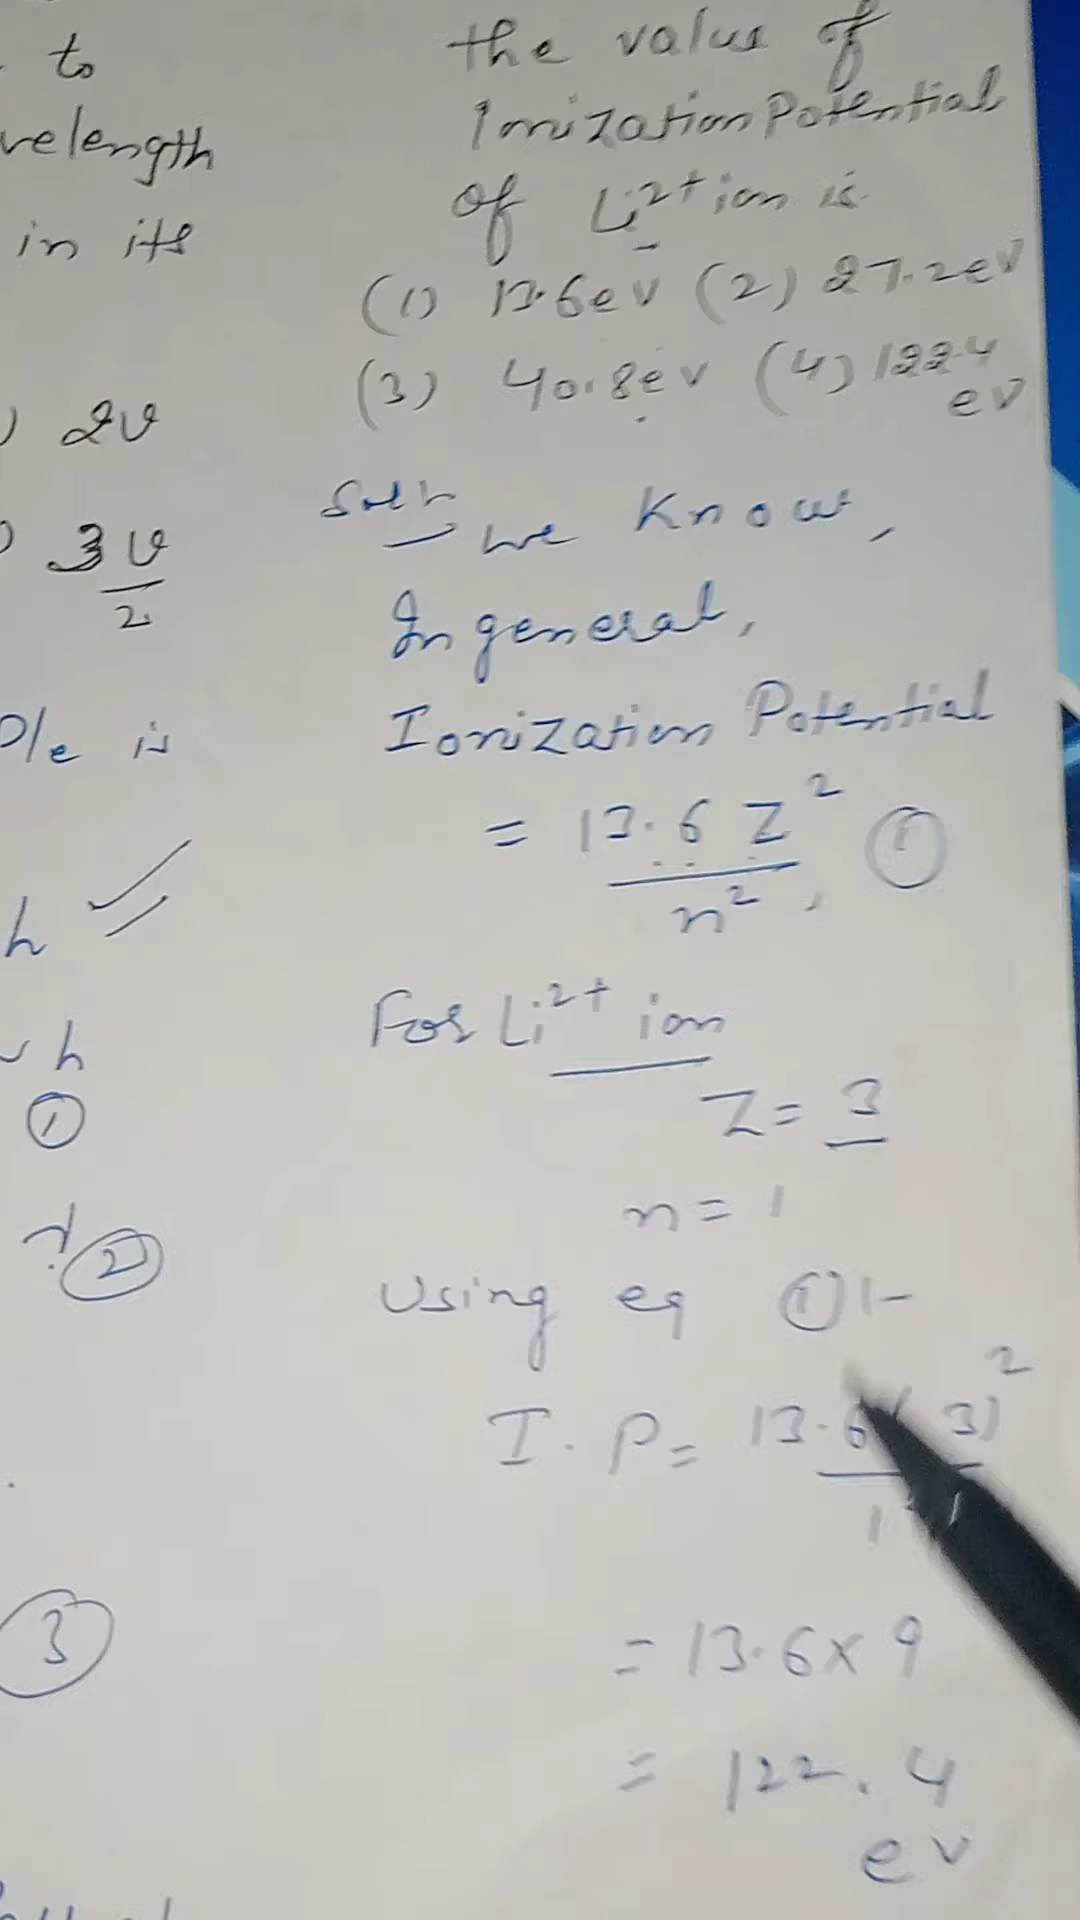 to
velength
in its
2v
3v
2
ple is
h
h
①
②
③
the value of
Ionization Potential
of Li²⁺ ion is
(1) 13.6ev (2) 27.2ev
(3) 40.8ev (4) 122.4
ev
Soln we know,
In general,
Ionization Potential
= 13.6 Z² ①
n²,
For Li²⁺ ion
Z = 3
n = 1
Using eq ① :-
I. P = 13.6 (3)²
1²
= 13.6 x 9
= 122.4
ev